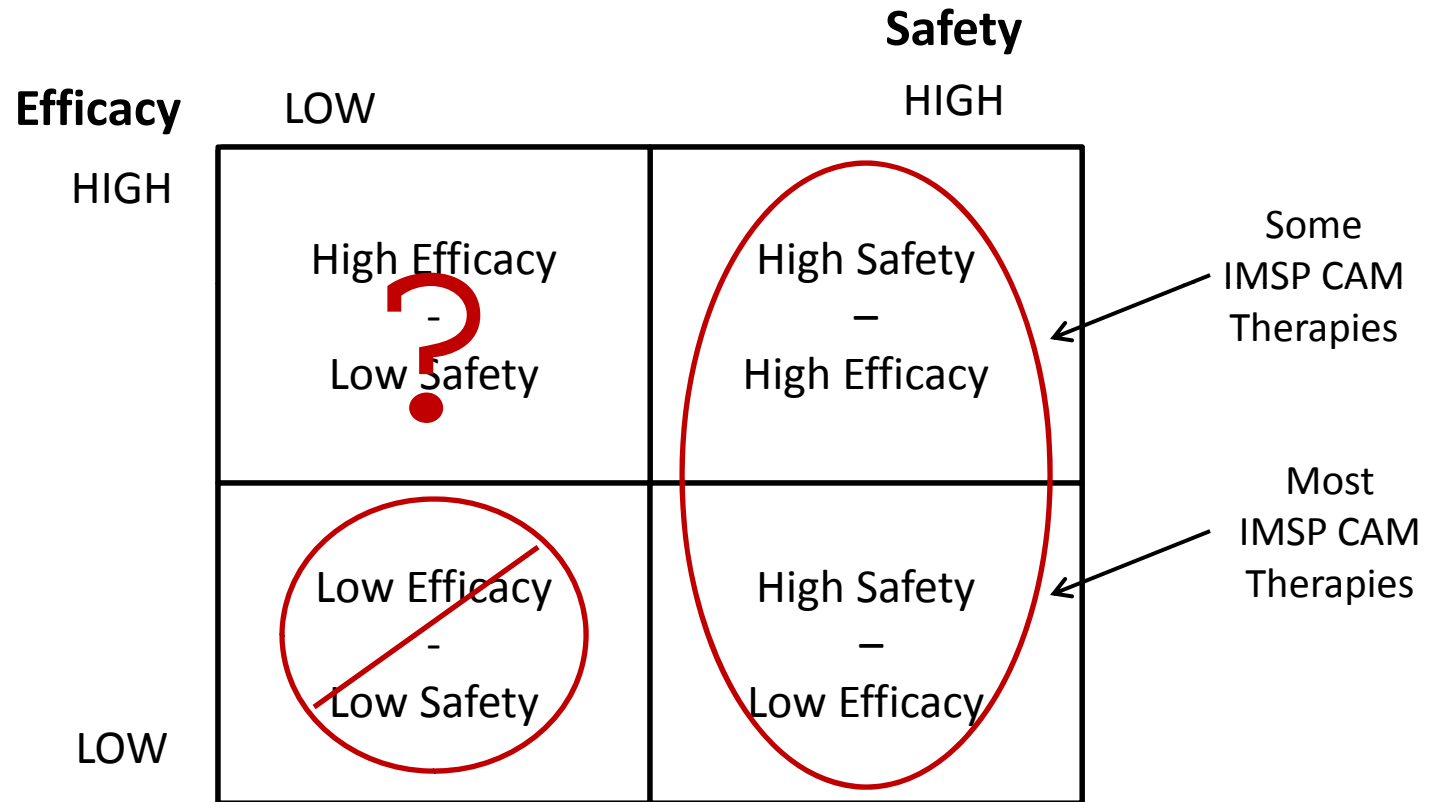 Safety
Efficacy LOW HIGH
HIGH
High Efficacy
-
Low Safety
?
High Safety
–
High Efficacy
Some
IMSP CAM
Therapies
Low Efficacy
-
Low Safety
High Safety
–
Low Efficacy
Most
IMSP CAM
Therapies
LOW